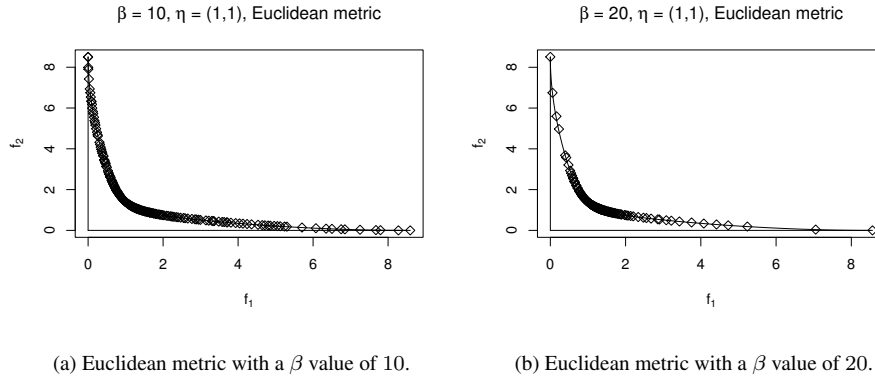 β = 10, η = (1,1), Euclidean metric
8
6
4
2
0
f₂
0 2 4 6 8
f₁
(a) Euclidean metric with a β value of 10.
β = 20, η = (1,1), Euclidean metric
8
6
4
2
0
f₂
0 2 4 6 8
f₁
(b) Euclidean metric with a β value of 20.